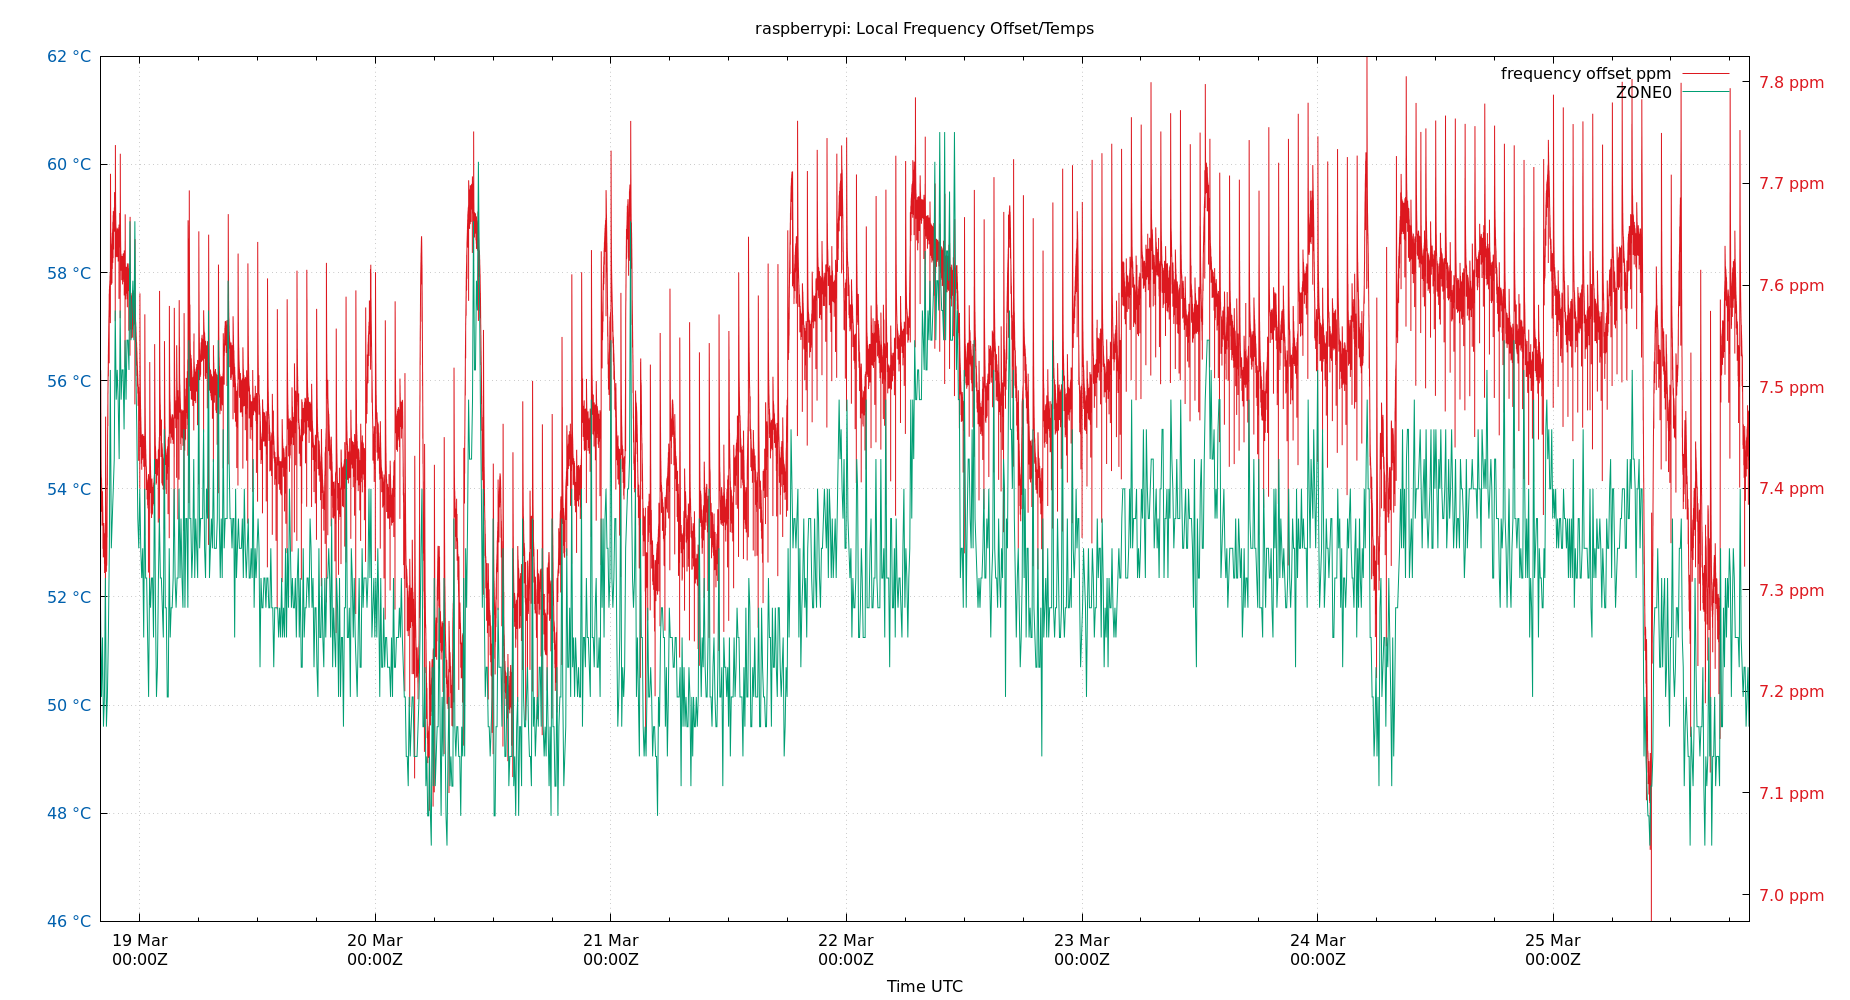 raspberrypi: Local Frequency Offset/Temps
62 °C
60 °C
58 °C
56 °C
54 °C
52 °C
50 °C
48 °C
46 °C
frequency offset ppm
ZONE0
7.8 ppm
7.7 ppm
7.6 ppm
7.5 ppm
7.4 ppm
7.3 ppm
7.2 ppm
7.1 ppm
7.0 ppm
19 Mar
00:00Z
20 Mar
00:00Z
21 Mar
00:00Z
22 Mar
00:00Z
23 Mar
00:00Z
24 Mar
00:00Z
25 Mar
00:00Z
Time UTC